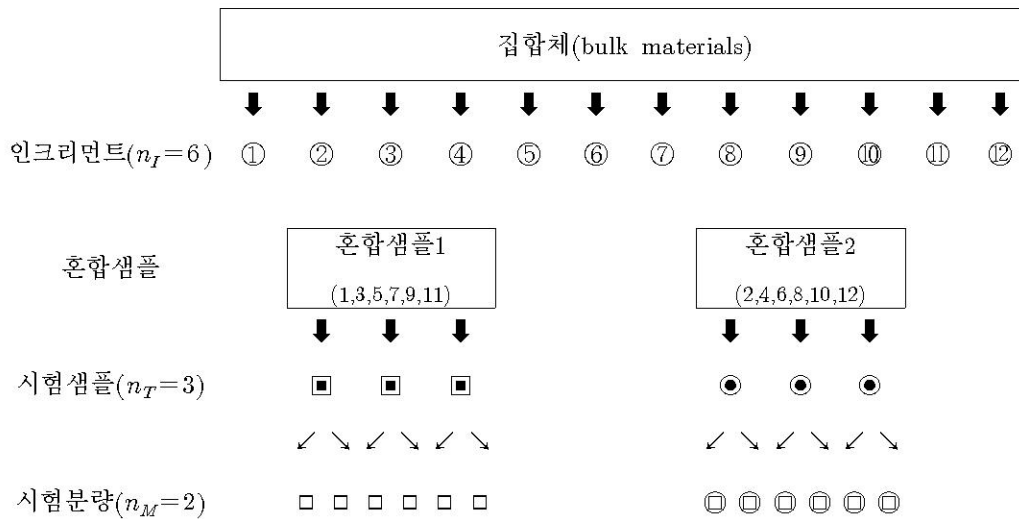 집합체(bulk materials)
인크리먼트(n_I=6) ① ② ③ ④ ⑤ ⑥ ⑦ ⑧ ⑨ ⑩ ⑪ ⑫
혼합샘플
혼합샘플1
(1,3,5,7,9,11)
혼합샘플2
(2,4,6,8,10,12)
시험샘플(n_T=3)
시험분량(n_M=2)